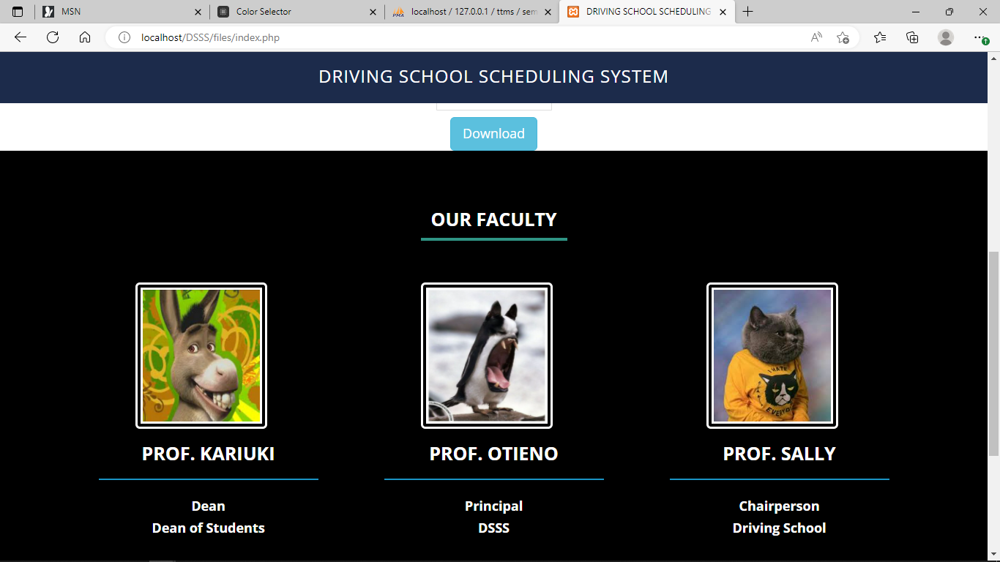 MSN
Color Selector
localhost / 127.0.0.1 / ttms / sem
DRIVING SCHOOL SCHEDULING
localhost/DSSS/files/index.php
DRIVING SCHOOL SCHEDULING SYSTEM
Download
OUR FACULTY
I HATE
EVERYO
PROF. KARIUKI
PROF. OTIENO
PROF. SALLY
Dean
Principal
Chairperson
Dean of Students
DSSS
Driving School